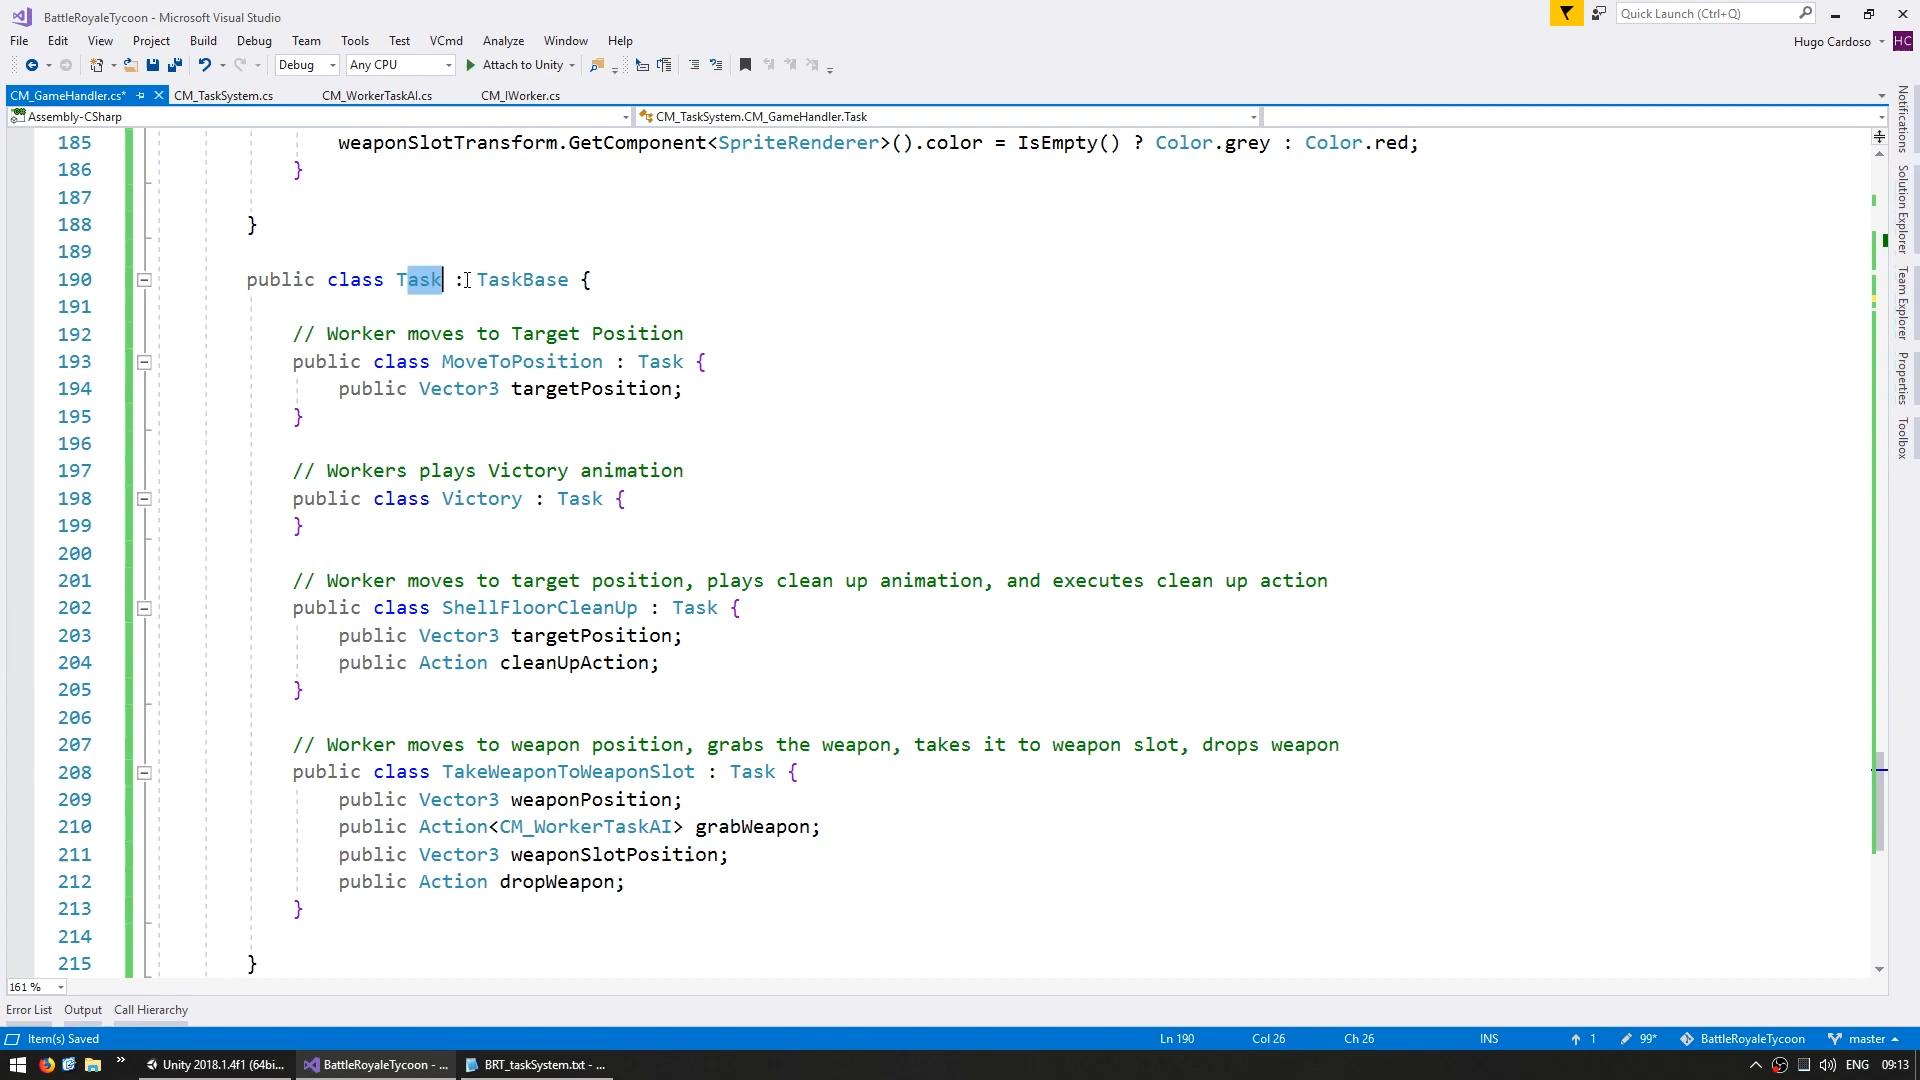 BattleRoyaleTycoon - Microsoft Visual Studio
Quick Launch (Ctrl+Q)
File Edit View Project Build Debug Team Tools Test VCmd Analyze Window Help
Hugo Cardoso HC
Debug Any CPU Attach to Unity
CM_GameHandler.cs* CM_TaskSystem.cs CM_WorkerTaskAI.cs CM_IWorker.cs
Assembly-CSharp CM_TaskSystem.CM_GameHandler.Task
185 weaponSlotTransform.GetComponent<SpriteRenderer>().color = IsEmpty() ? Color.grey : Color.red;
186 }
187
188 }
189
190 public class Task : TaskBase {
191
192 // Worker moves to Target Position
193 public class MoveToPosition : Task {
194 public Vector3 targetPosition;
195 }
196
197 // Workers plays Victory animation
198 public class Victory : Task {
199 }
200
201 // Worker moves to target position, plays clean up animation, and executes clean up action
202 public class ShellFloorCleanUp : Task {
203 public Vector3 targetPosition;
204 public Action cleanUpAction;
205 }
206
207 // Worker moves to weapon position, grabs the weapon, takes it to weapon slot, drops weapon
208 public class TakeWeaponToWeaponSlot : Task {
209 public Vector3 weaponPosition;
210 public Action<CM_WorkerTaskAI> grabWeapon;
211 public Vector3 weaponSlotPosition;
212 public Action dropWeapon;
213 }
214
215 }
Notifications
Solution Explorer
Team Explorer
Properties
Toolbox
161 %
Error List Output Call Hierarchy
Item(s) Saved Ln 190 Col 26 Ch 26 INS 1 99* BattleRoyaleTycoon master
Unity 2018.1.4f1 (64bi... BattleRoyaleTycoon - ... BRT_taskSystem.txt - ... ENG 09:13